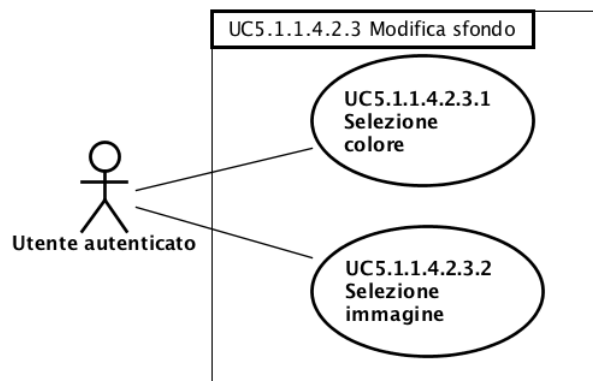 UC5.1.1.4.2.3 Modifica sfondo
UC5.1.1.4.2.3.1
Selezione
colore
Utente autenticato
UC5.1.1.4.2.3.2
Selezione
immagine